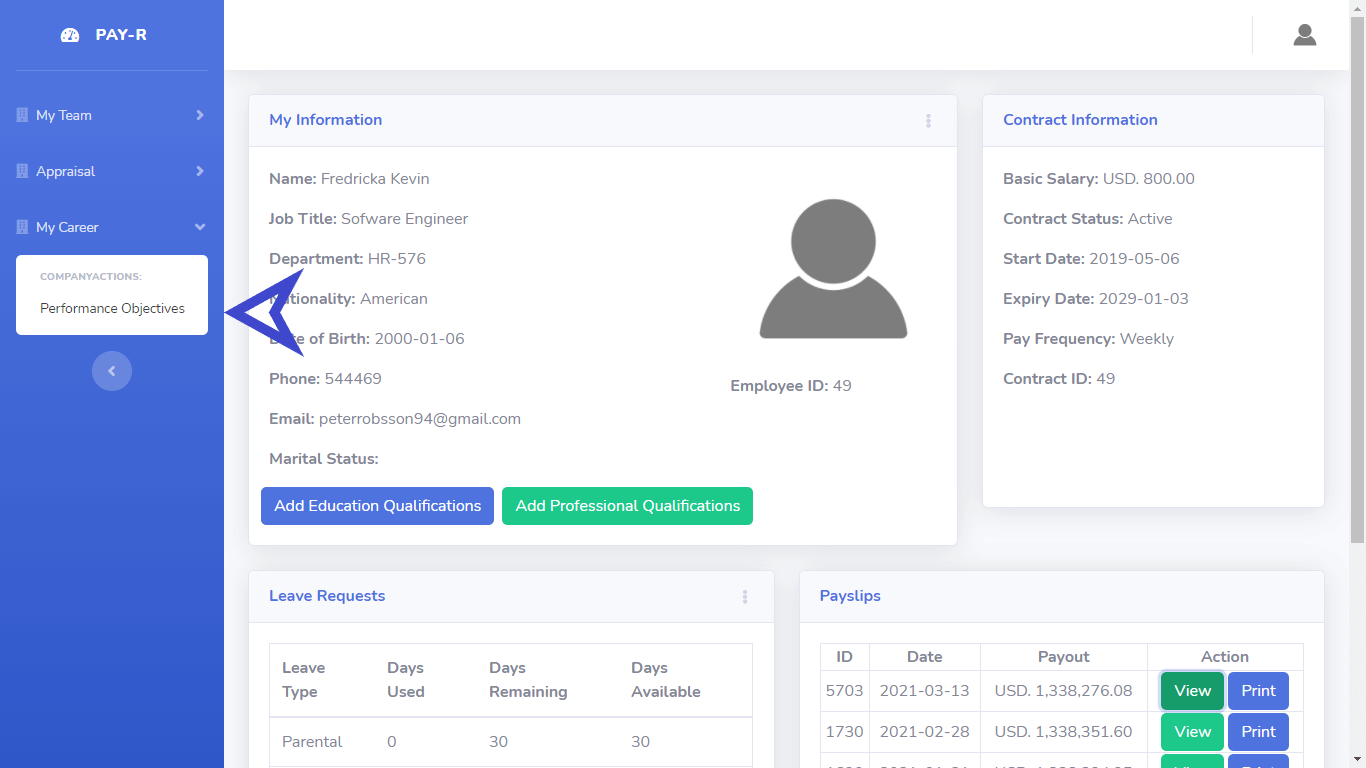 PAY-R
My Team
Appraisal
My Career
COMPANYACTIONS:
Performance Objectives
My Information
Name: Fredricka Kevin
Job Title: Sofware Engineer
Department: HR-576
Nationality: American
Date of Birth: 2000-01-06
Phone: 544469
Email: peterrobsson94@gmail.com
Marital Status:
Employee ID: 49
Add Education Qualifications Add Professional Qualifications
Contract Information
Basic Salary: USD. 800.00
Contract Status: Active
Start Date: 2019-05-06
Expiry Date: 2029-01-03
Pay Frequency: Weekly
Contract ID: 49
Leave Requests
Leave Type Days Used Days Remaining Days Available
Parental 0 30 30
Payslips
ID Date Payout Action
5703 2021-03-13 USD. 1,338,276.08 View Print
1730 2021-02-28 USD. 1,338,351.60 View Print